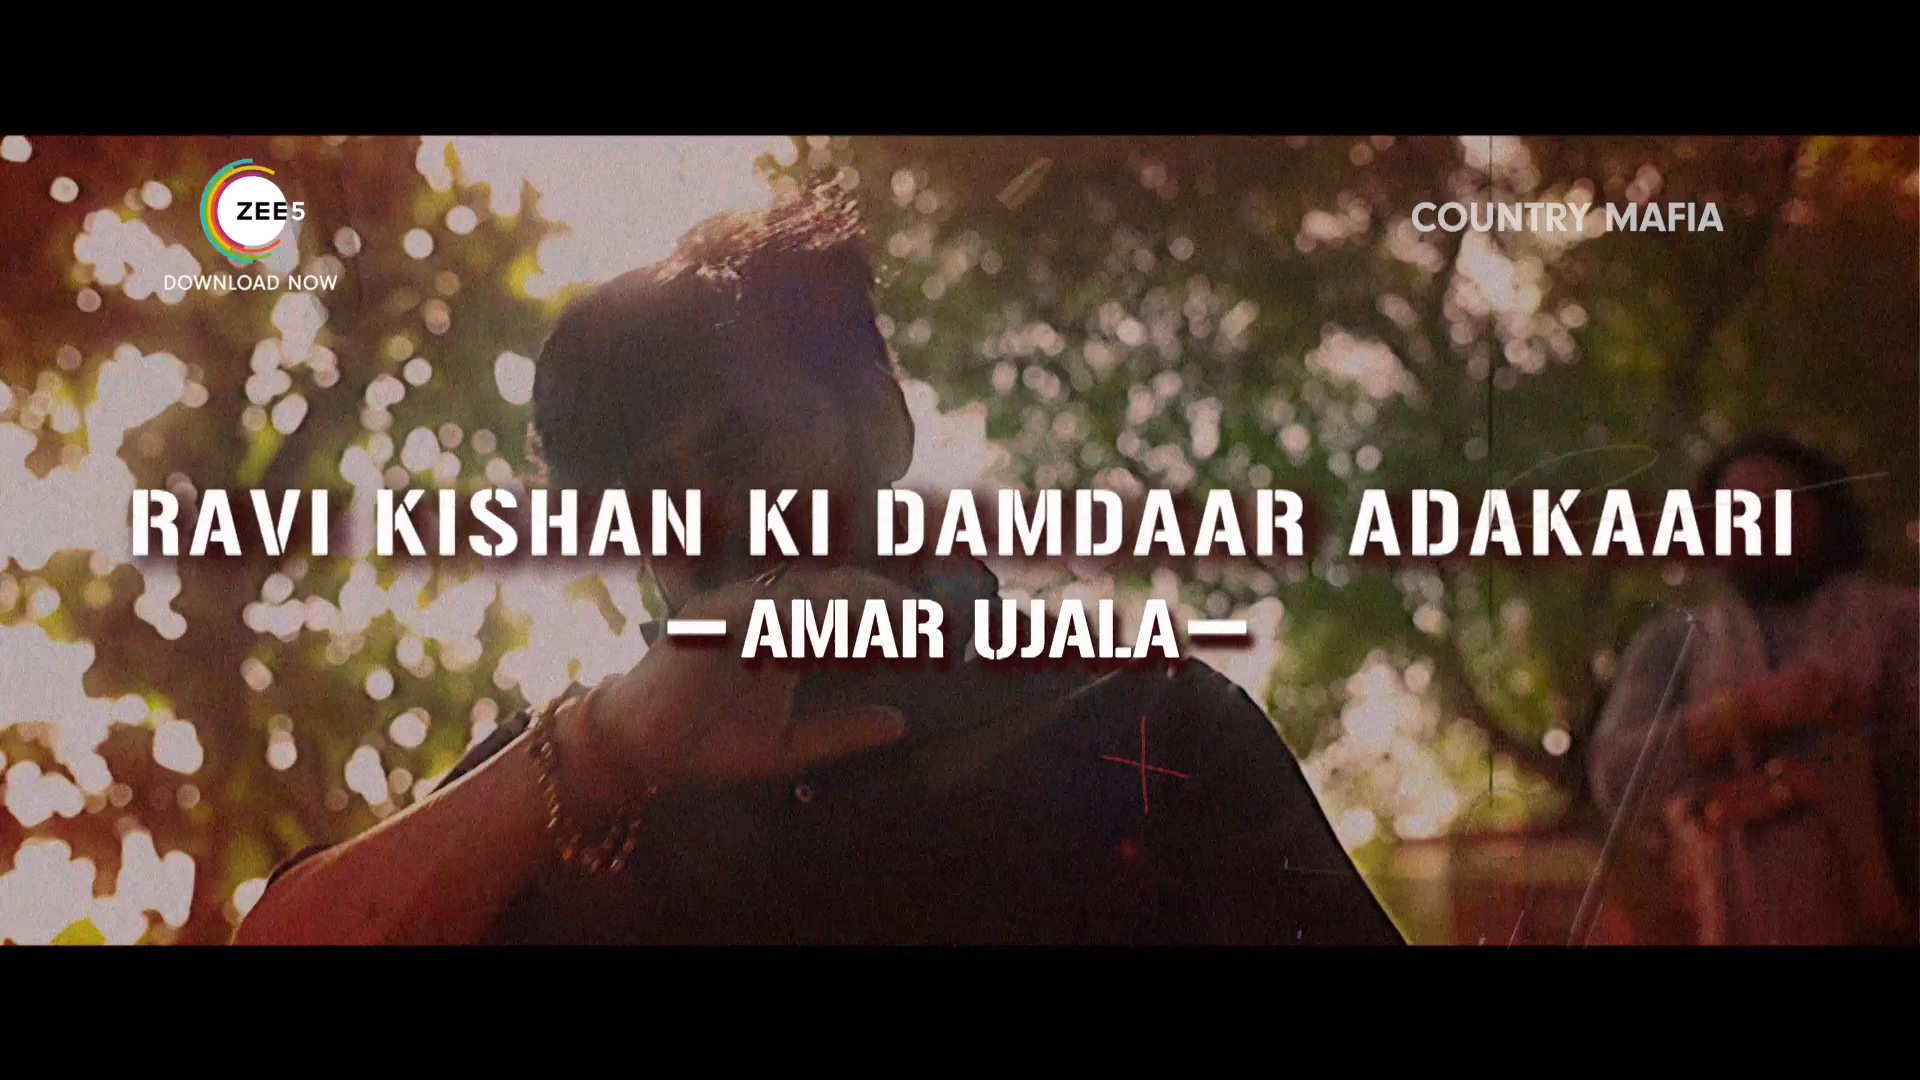 ZEE5
DOWNLOAD NOW
COUNTRY MAFIA
RAVI KISHAN KI DAMDAAR ADAKAARI
—AMAR UJALA—